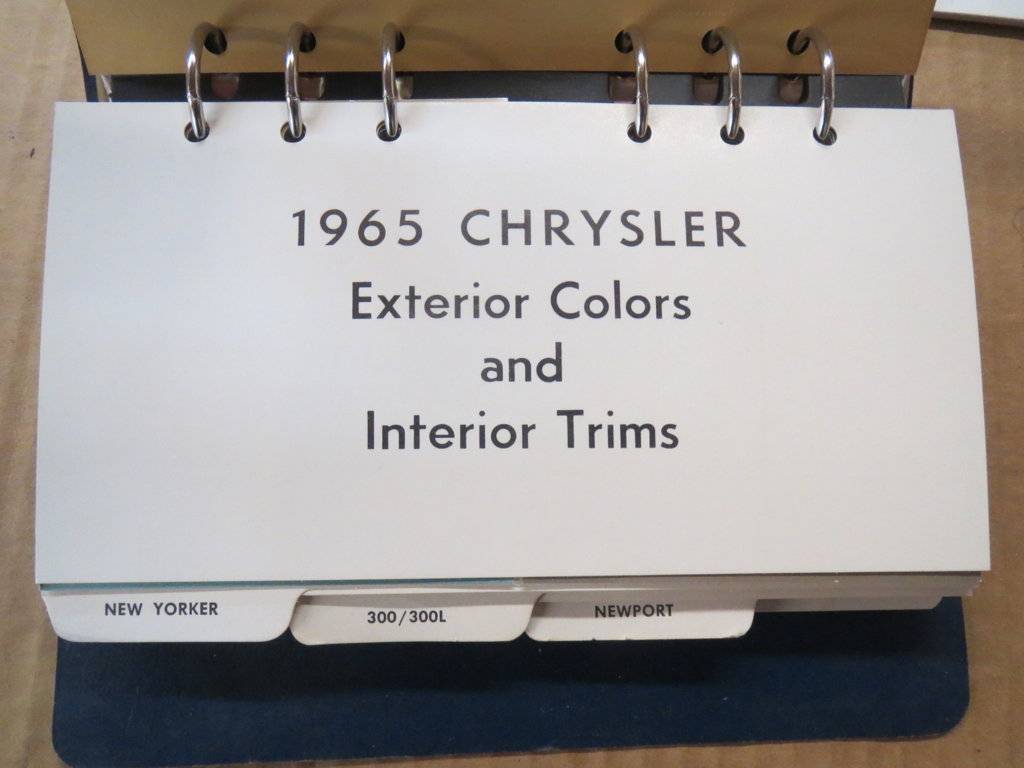 1965 CHRYSLER
Exterior Colors
and
Interior Trims
NEW YORKER
300/300L
NEWPORT